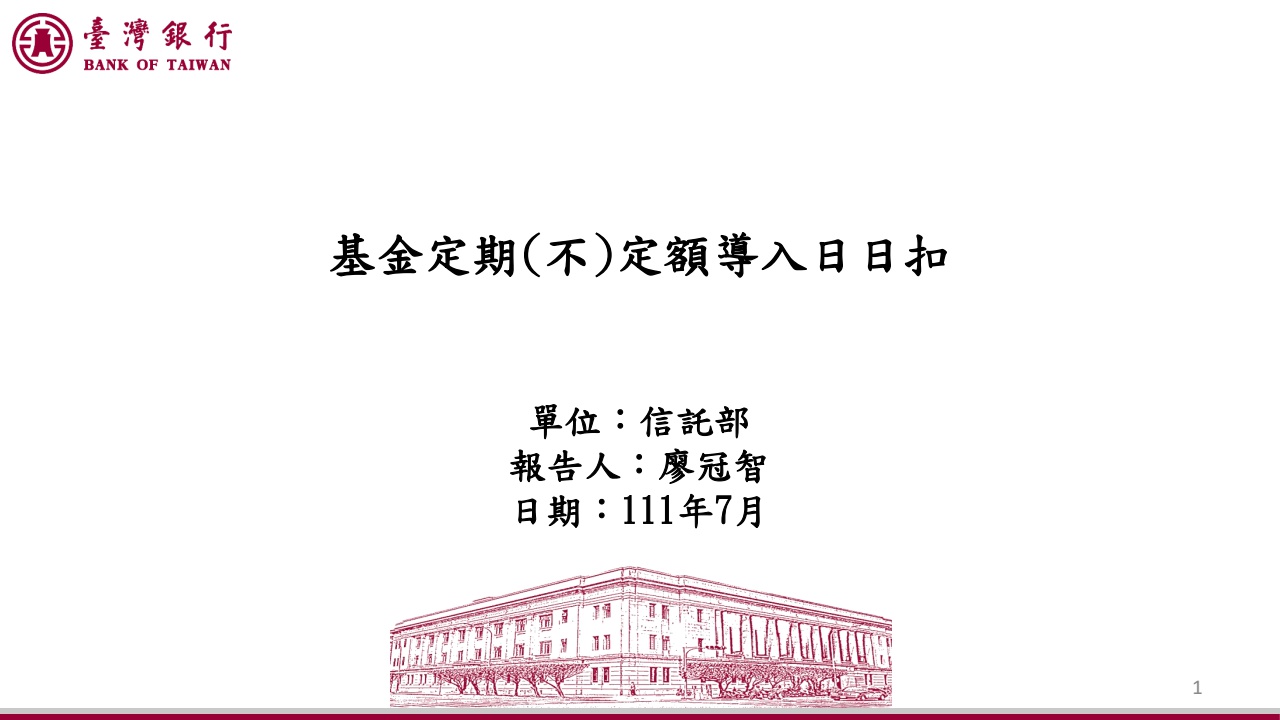 臺灣銀行
BANK OF TAIWAN
基金定期(不)定額導入日日扣
單位：信託部
報告人：廖冠智
日期：111年7月
1